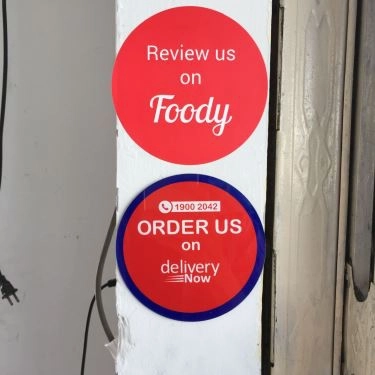 Review us
on
Foody
1900 2042
ORDER US
on
delivery
Now